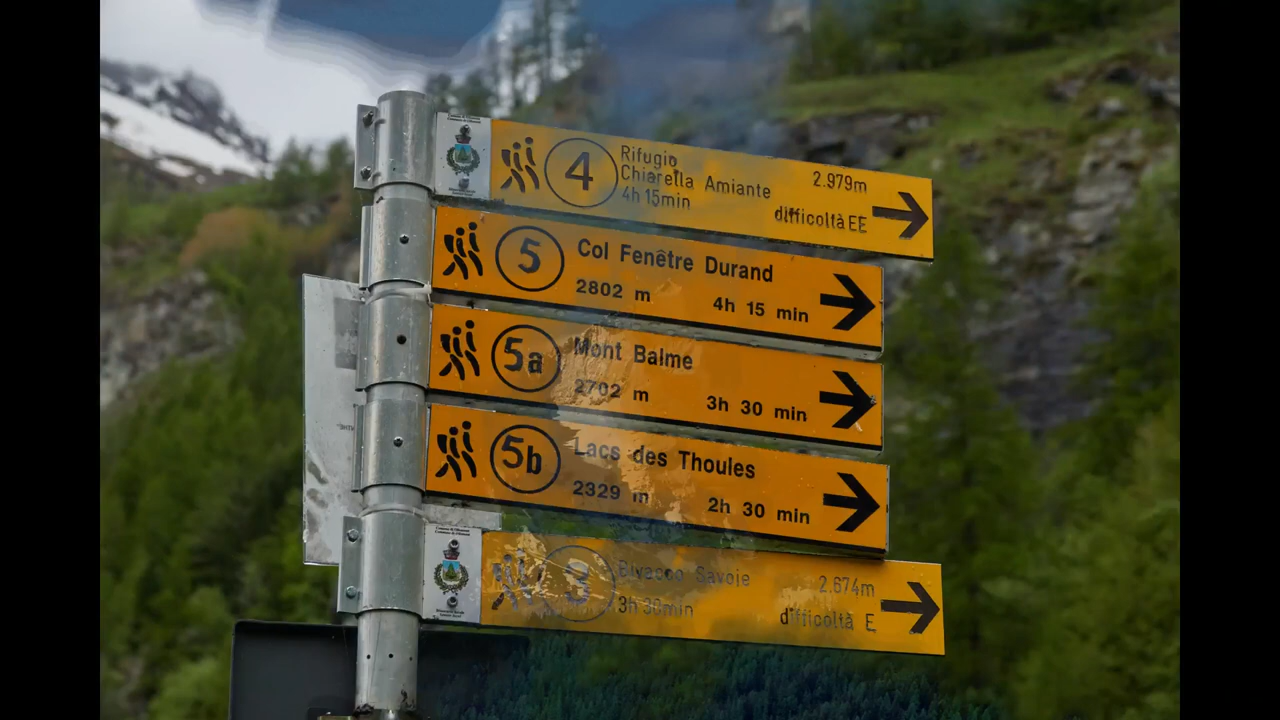 4
Rifugio
Chiarella Amiante
4h 15min
2.979m
difficoltà EE
5
Col Fenêtre Durand
2802 m
4h 15 min
5a
Mont Balme
2702 m
3h 30 min
5b
Lacs des Thoules
2329 m
2h 30 min
3
Bivacco Savoie
3h 30min
2.674m
difficoltà E